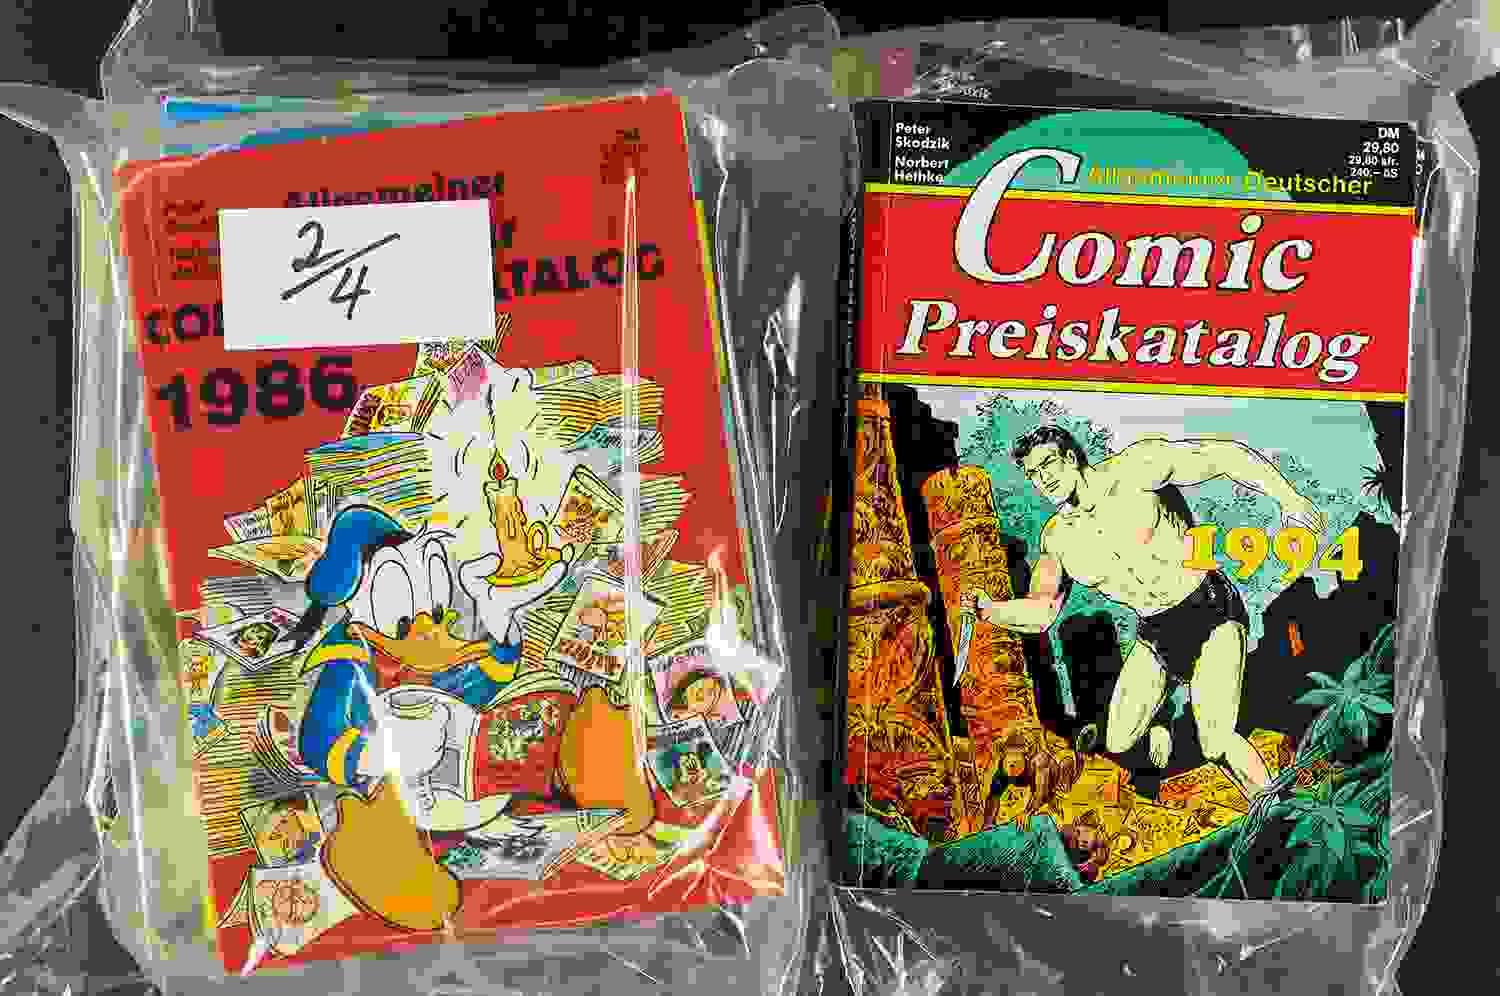 Allgemeiner
2/4
TALOG
1986
Peter
Skodzik
Norbert
Hethke
DM
29,80
29,80 sfr.
240,– öS
Allgemeiner Deutscher
Comic
Preiskatalog
1994